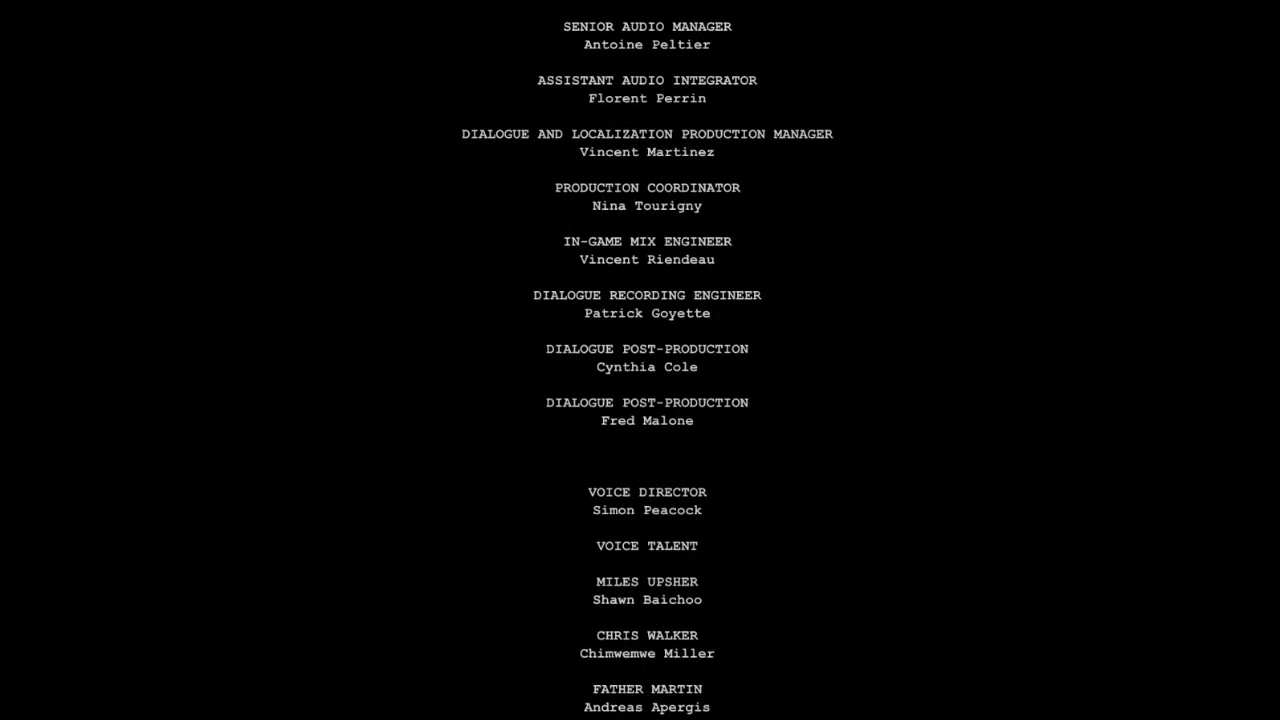 SENIOR AUDIO MANAGER
Antoine Peltier
ASSISTANT AUDIO INTEGRATOR
Florent Perrin
DIALOGUE AND LOCALIZATION PRODUCTION MANAGER
Vincent Martinez
PRODUCTION COORDINATOR
Nina Tourigny
IN-GAME MIX ENGINEER
Vincent Riendeau
DIALOGUE RECORDING ENGINEER
Patrick Goyette
DIALOGUE POST-PRODUCTION
Cynthia Cole
DIALOGUE POST-PRODUCTION
Fred Malone
VOICE DIRECTOR
Simon Peacock
VOICE TALENT
MILES UPSHER
Shawn Baichoo
CHRIS WALKER
Chimwemwe Miller
FATHER MARTIN
Andreas Apergis